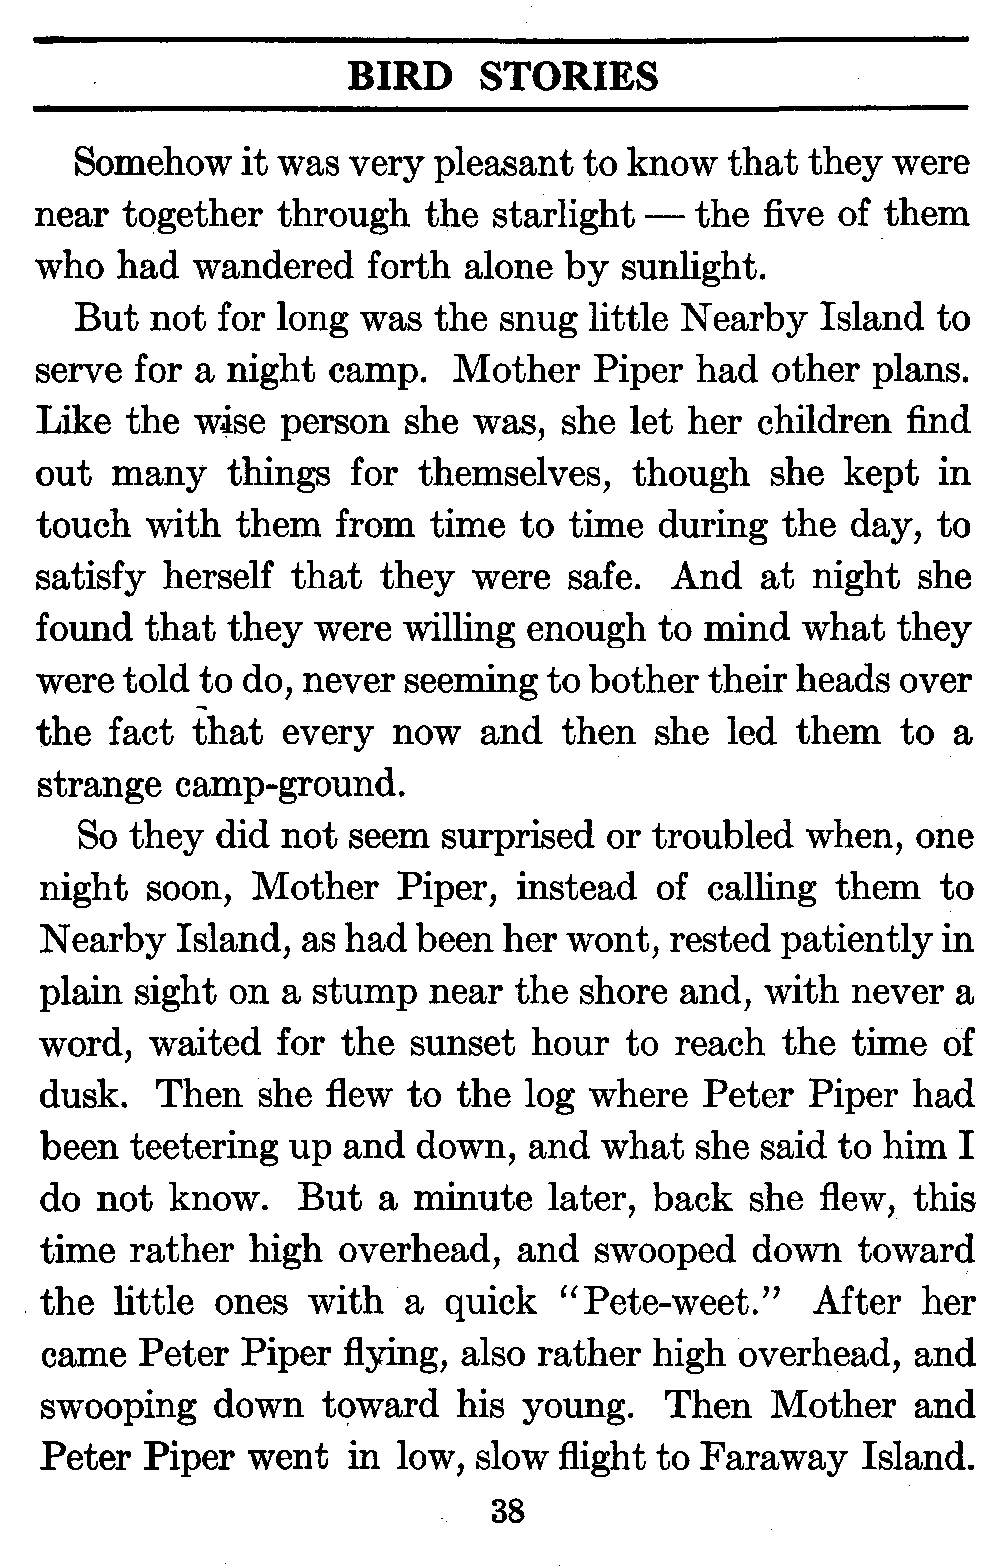 BIRD STORIES
Somehow it was very pleasant to know that they were
near together through the starlight — the five of them
who had wandered forth alone by sunlight.
But not for long was the snug little Nearby Island to
serve for a night camp. Mother Piper had other plans.
Like the wise person she was, she let her children find
out many things for themselves, though she kept in
touch with them from time to time during the day, to
satisfy herself that they were safe. And at night she
found that they were willing enough to mind what they
were told to do, never seeming to bother their heads over
the fact that every now and then she led them to a
strange camp-ground.
So they did not seem surprised or troubled when, one
night soon, Mother Piper, instead of calling them to
Nearby Island, as had been her wont, rested patiently in
plain sight on a stump near the shore and, with never a
word, waited for the sunset hour to reach the time of
dusk. Then she flew to the log where Peter Piper had
been teetering up and down, and what she said to him I
do not know. But a minute later, back she flew, this
time rather high overhead, and swooped down toward
the little ones with a quick “Pete-weet.” After her
came Peter Piper flying, also rather high overhead, and
swooping down toward his young. Then Mother and
Peter Piper went in low, slow flight to Faraway Island.
38